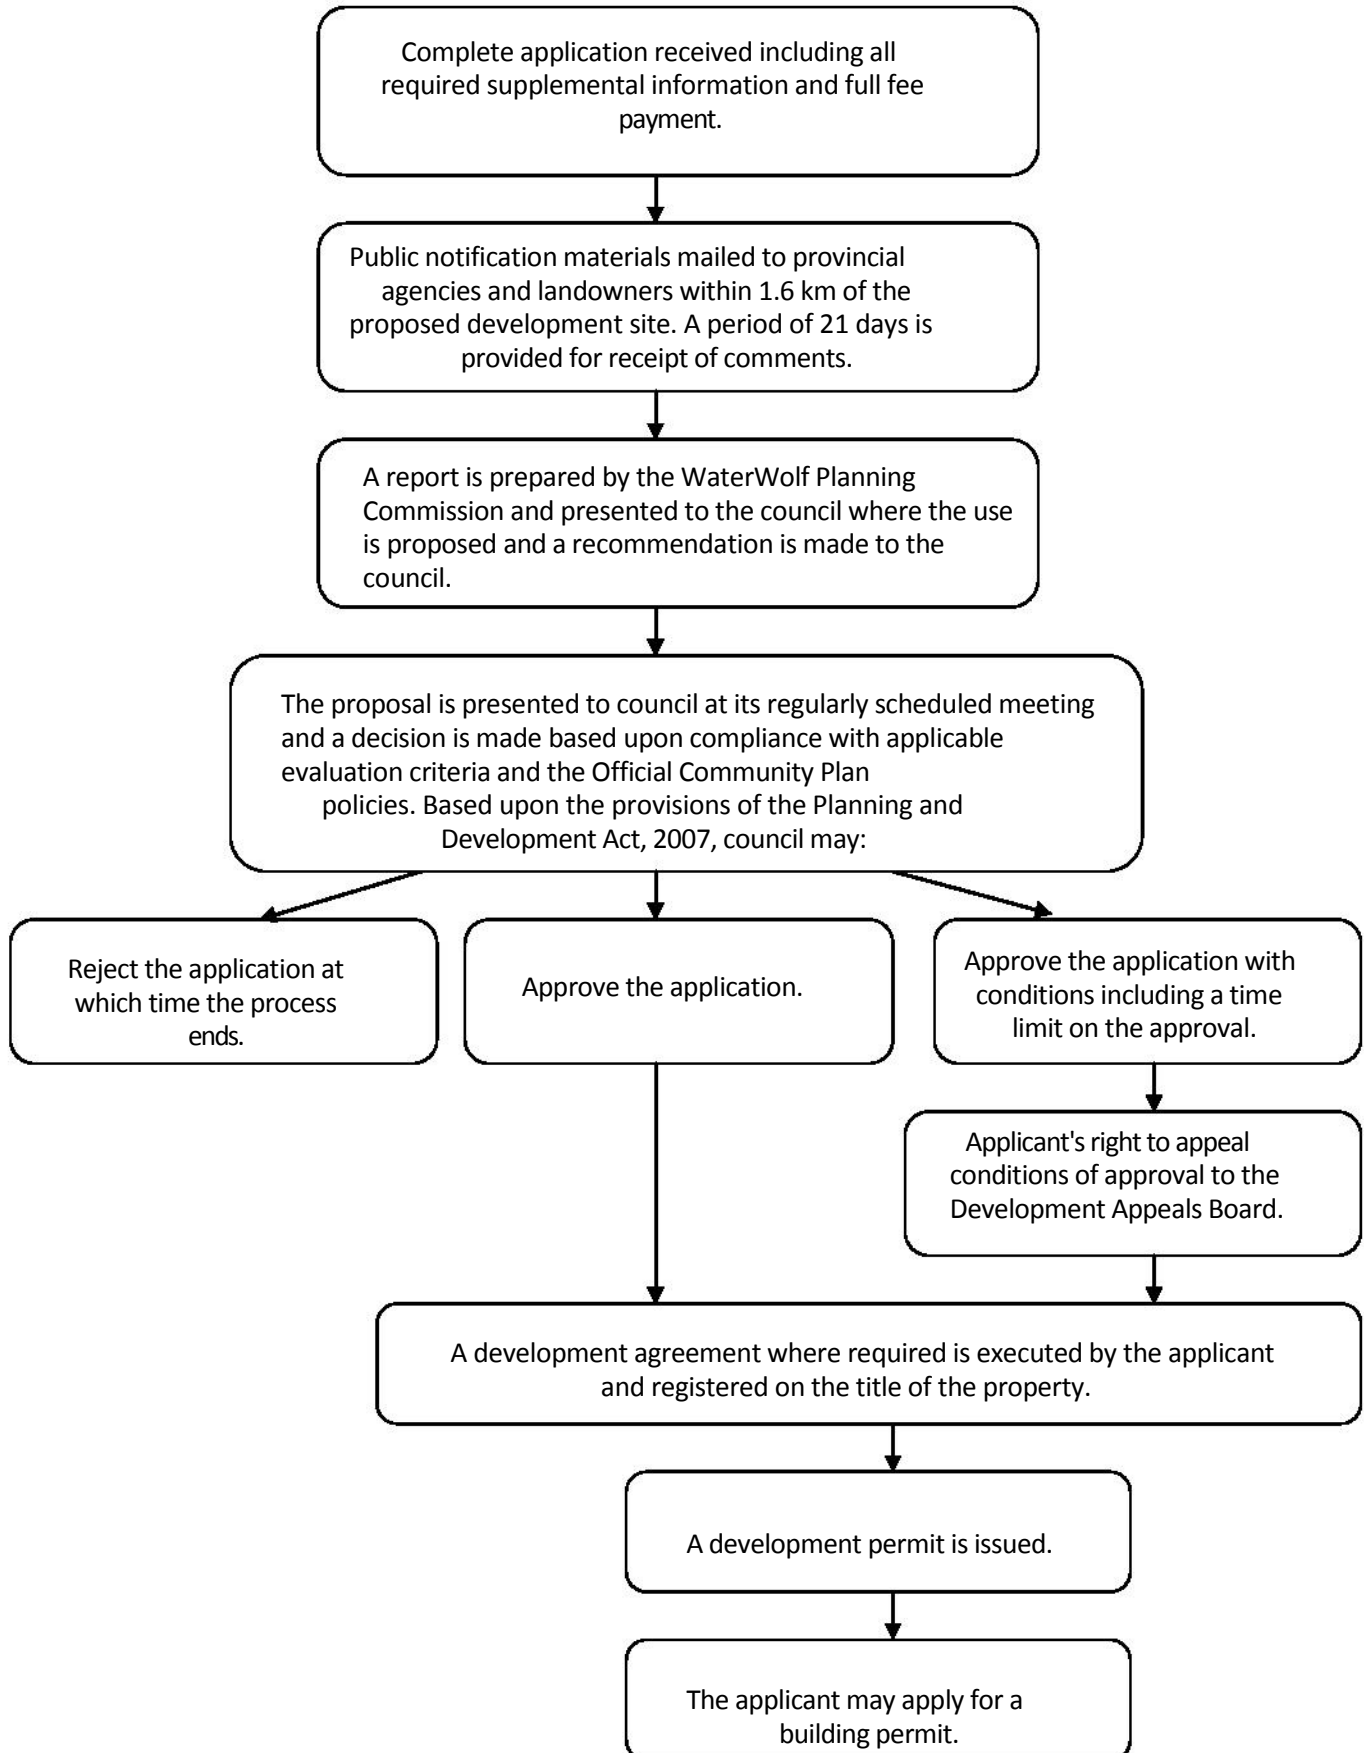 Complete application received including all
required supplemental information and full fee
payment.
Public notification materials mailed to provincial
agencies and landowners within 1.6 km of the
proposed development site. A period of 21 days is
provided for receipt of comments.
A report is prepared by the WaterWolf Planning
Commission and presented to the council where the use
is proposed and a recommendation is made to the
council.
The proposal is presented to council at its regularly scheduled meeting
and a decision is made based upon compliance with applicable
evaluation criteria and the Official Community Plan
policies. Based upon the provisions of the Planning and
Development Act, 2007, council may:
Reject the application at
which time the process
ends.
Approve the application.
Approve the application with
conditions including a time
limit on the approval.
Applicant's right to appeal
conditions of approval to the
Development Appeals Board.
A development agreement where required is executed by the applicant
and registered on the title of the property.
A development permit is issued.
The applicant may apply for a
building permit.